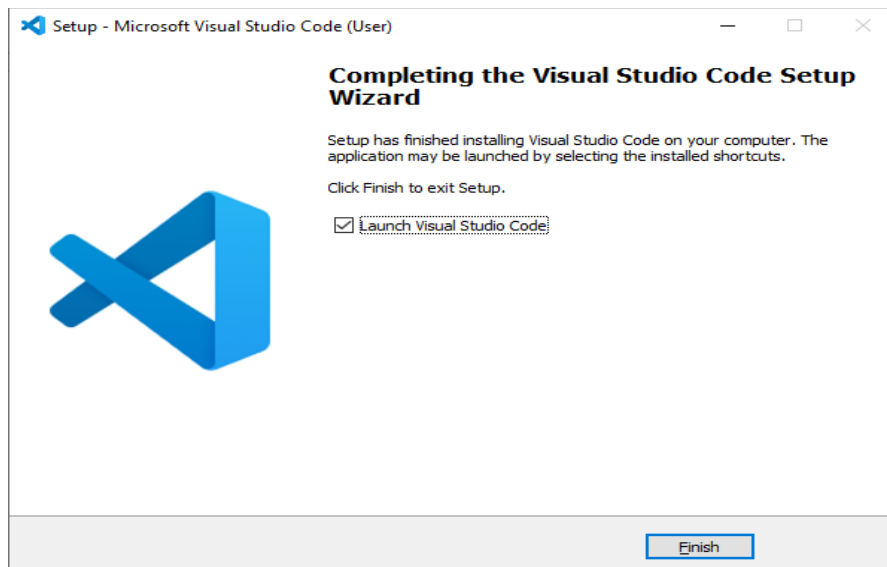 Setup - Microsoft Visual Studio Code (User)
Completing the Visual Studio Code Setup
Wizard
Setup has finished installing Visual Studio Code on your computer. The
application may be launched by selecting the installed shortcuts.
Click Finish to exit Setup.
Launch Visual Studio Code
Finish